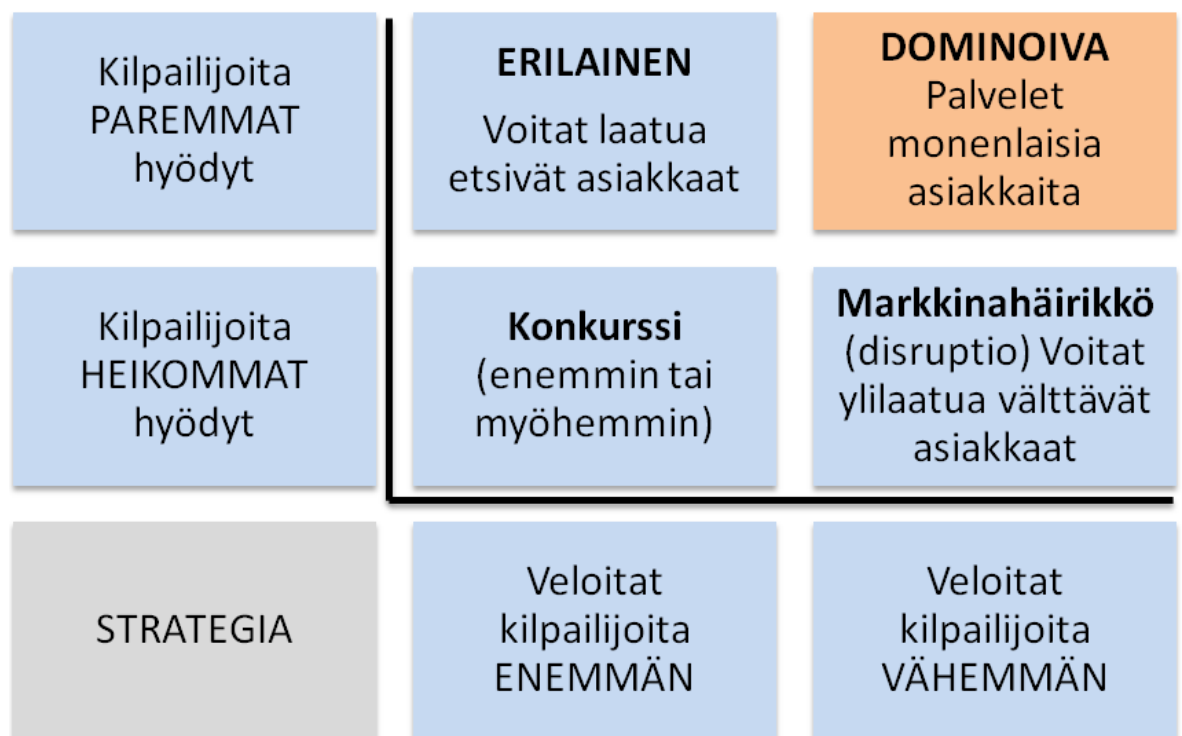 Kilpailijoita
PAREMMAT
hyödyt
ERILAINEN
Voitat laatua
etsivät asiakkaat
DOMINOIVA
Palvelet
monenlaisia
asiakkaita
Kilpailijoita
HEIKOMMAT
hyödyt
Konkurssi
(enemmin tai
myöhemmin)
Markkinahäirikkö
(disruptio) Voitat
ylilaatua välttävät
asiakkaat
STRATEGIA
Veloitat
kilpailijoita
ENEMMÄN
Veloitat
kilpailijoita
VÄHEMMÄN